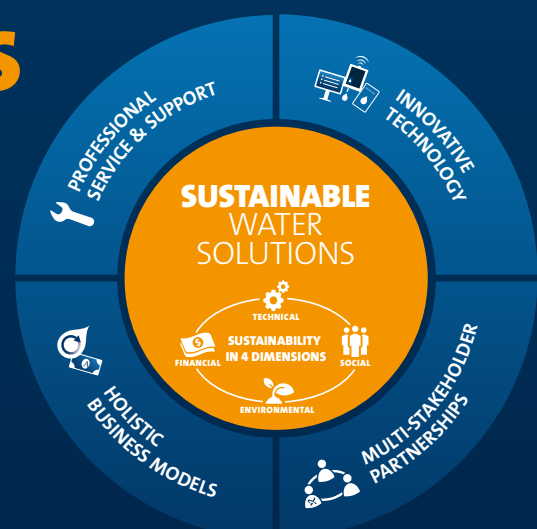 S
PROFESSIONAL
SERVICE & SUPPORT
INNOVATIVE
TECHNOLOGY
SUSTAINABLE
WATER
SOLUTIONS
TECHNICAL
SUSTAINABILITY
IN 4 DIMENSIONS
FINANCIAL
SOCIAL
ENVIRONMENTAL
HOLISTIC
BUSINESS MODELS
MULTI-STAKEHOLDER
PARTNERSHIPS